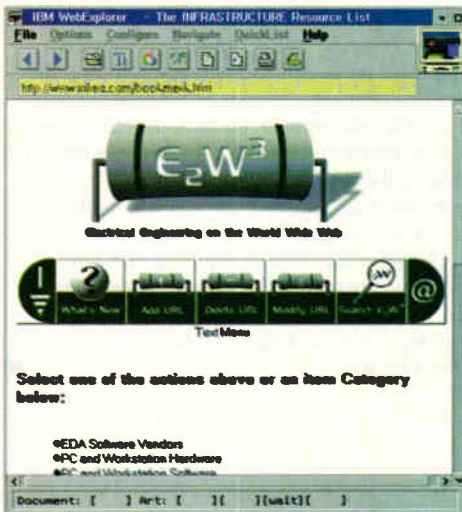 IBM WebExplorer - The INFRASTRUCTURE Resource List
File Options Configure Navigate QuickList Help
E2W3
Electrical Engineering on the World Wide Web
What's New Add URL Delete URL Modify URL Search E2W3
@
TextMenu
Select one of the actions above or an item Category
below:
EDA Software Vendors
PC and Workstation Hardware
PC and Workstation Software
Document: [ ] Art: [ ][ ][wait][ ]